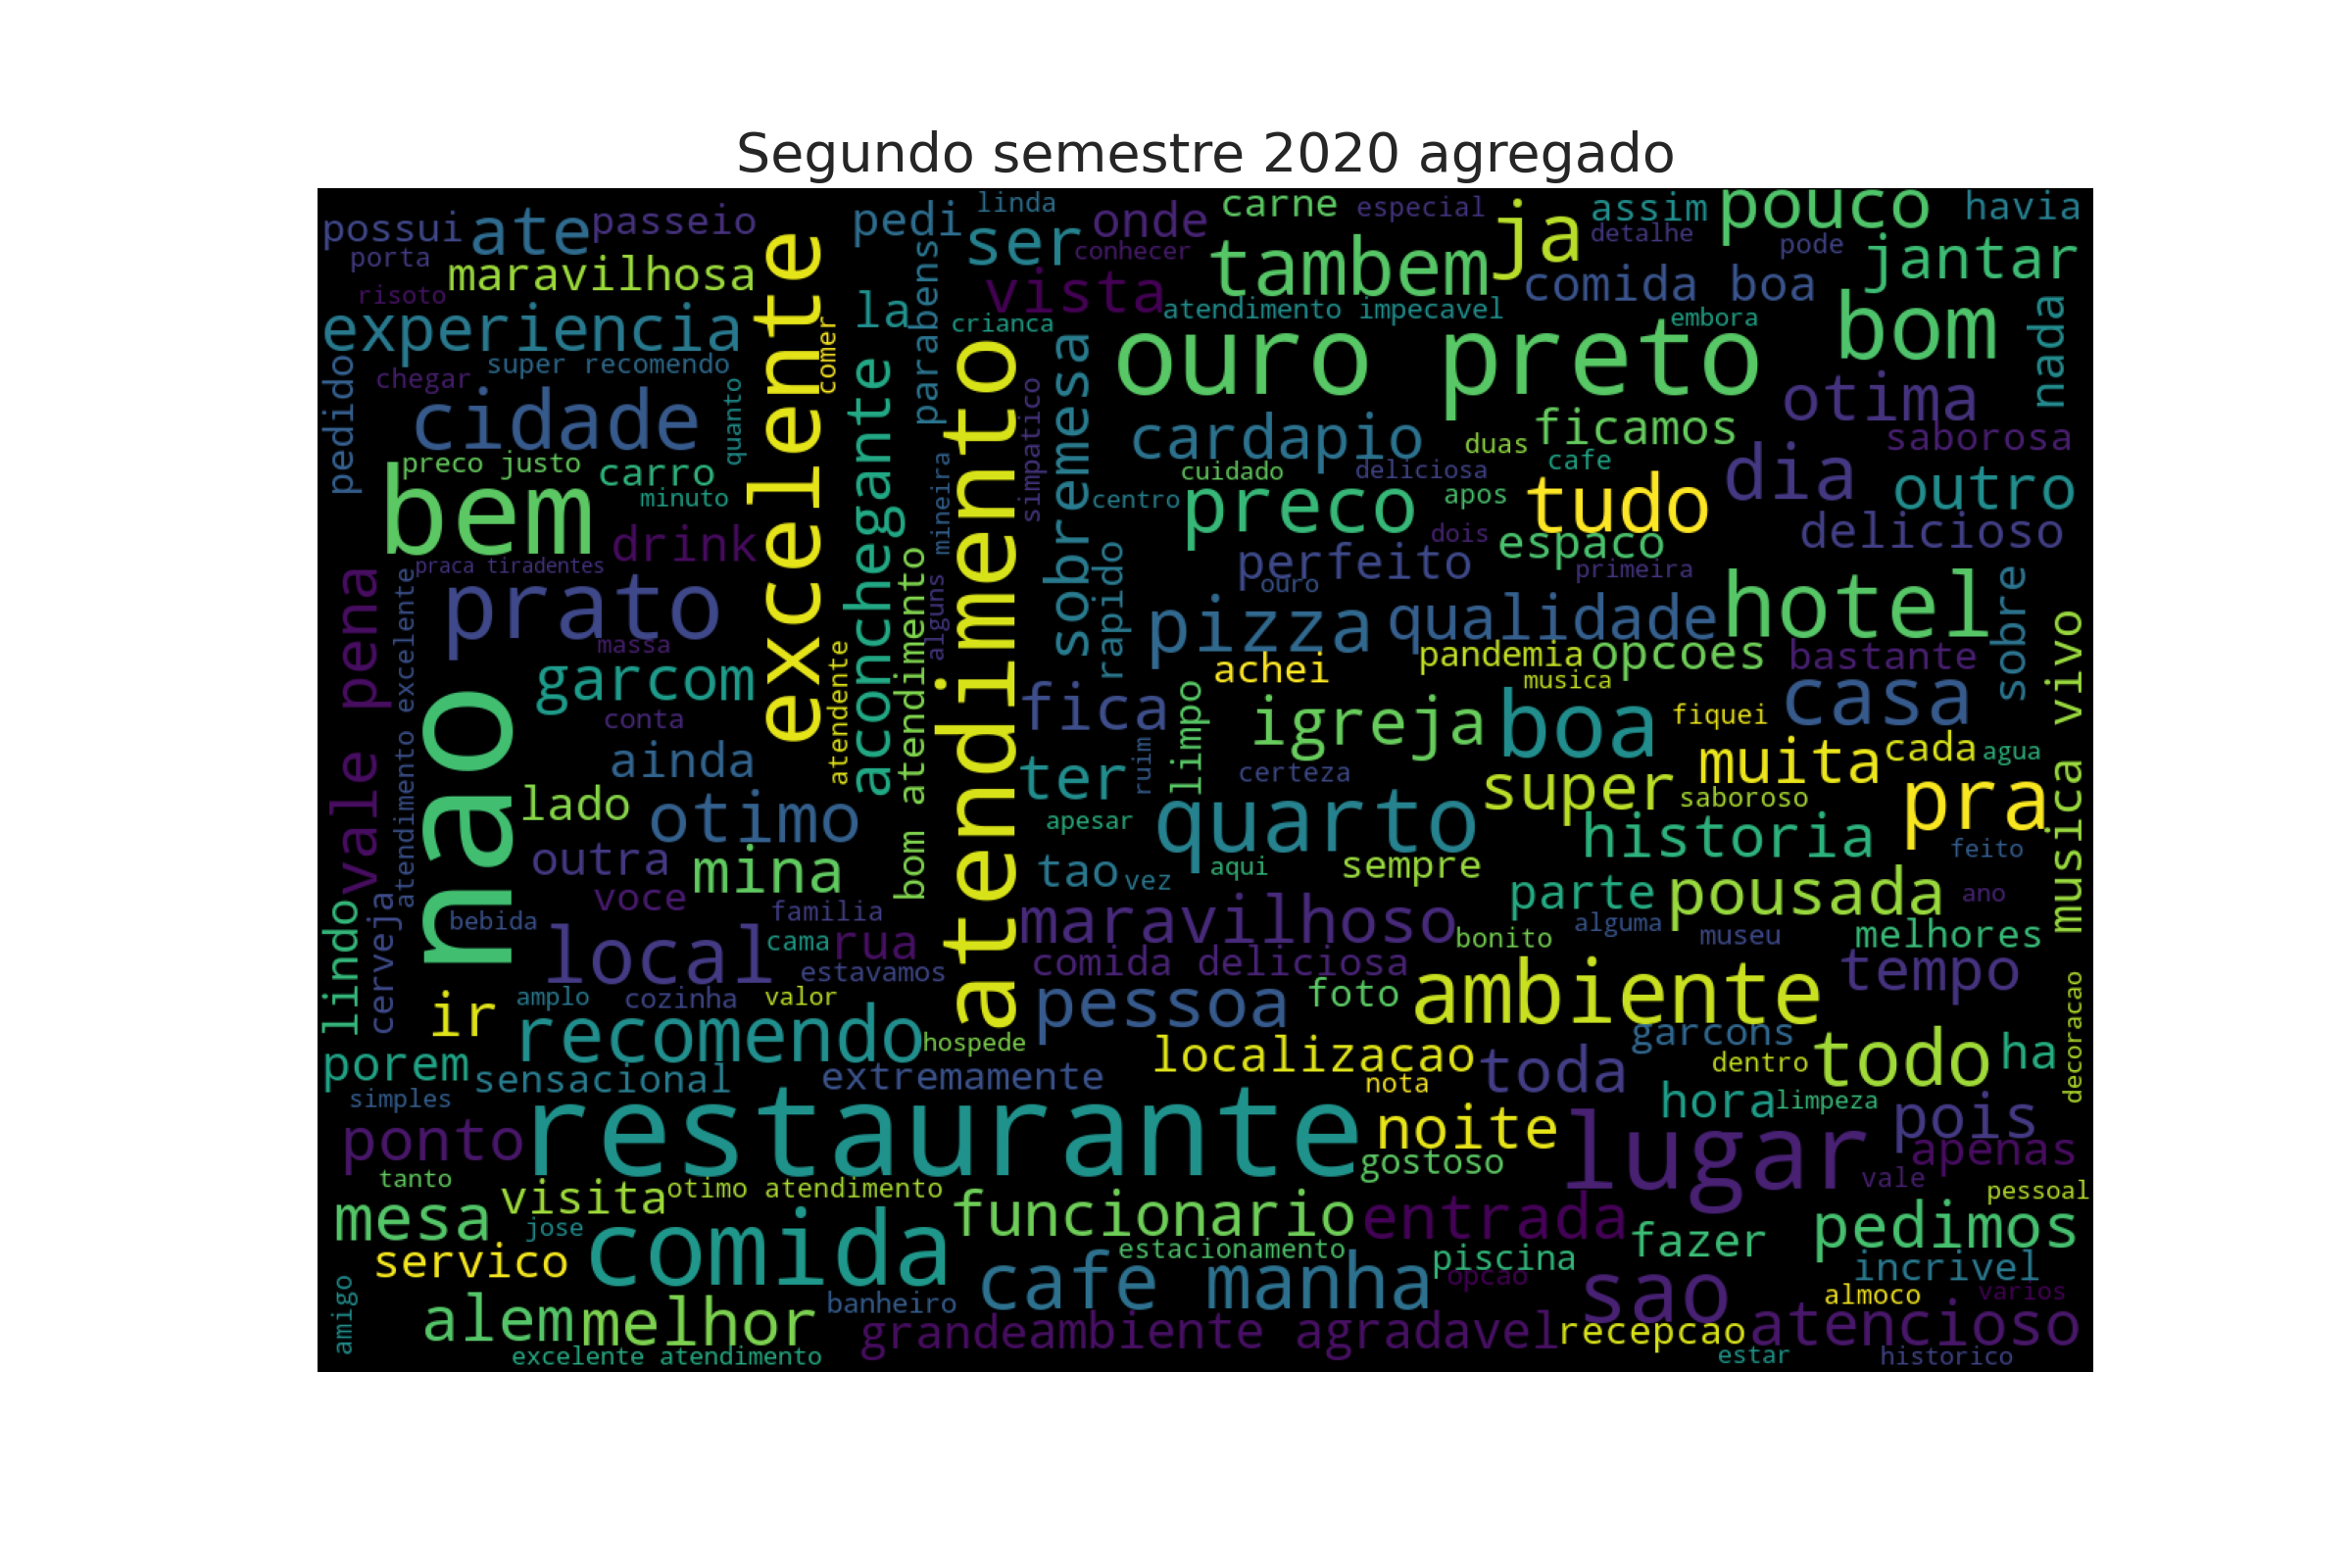 Segundo semestre 2020 agregado
possui
ate
passeio
porta
maravilhosa
risoto
experiencia
super recomendo
chegar
pedido
cidade
quanto
preco justo
carro
minuto
bem
drink
praca tiradentes
prato
massa
excelente
comer
pedi
linda
ser
onde
conhecer
carne
especial
ja
assim
detalhe
pouco
havia
pode
jantar
vista
tambem
comida boa
la
parabens
crianca
atendimento impecavel
embora
bom
nada
ouro preto
otima
aconchegante
atendimento
simpatico
sobremesa
cardapio
duas
ficamos
saborosa
cuidado
deliciosa
cafe
dia
mineira
centro
preco
apos
tudo
outro
dois
espaco
delicioso
rapido
perfeito
primeira
ouro
hotel
sobre
vale pena
atendimento excelente
garcom
conta
atendente
bom atendimento
alguns
pizza
qualidade
pandemia
opcoes
bastante
achei
musica
casa
musica vivo
nao
ainda
fica
limpo
igreja
boa
fiquei
muita
cada
agua
ruim
certeza
ter
super
saboroso
pra
lado
otimo
apesar
quarto
historia
feito
outra
mina
tao
vez
aqui
sempre
voce
familia
parte
pousada
ano
lindo
cerveja
bebida
local
cama
rua
maravilhoso
bonito
alguma
museu
melhores
estavamos
comida deliciosa
tempo
ir
amplo
cozinha
valor
pessoa
foto
ambiente
decoracao
recomendo
hospede
localizacao
garcons
dentro
todo
ha
porem
sensacional
extremamente
nota
toda
simples
hora
limpeza
pois
restaurante
noite
lugar
apenas
ponto
gostoso
vale
tanto
visita
otimo atendimento
pessoal
mesa
jose
funcionario
entrada
fazer
pedimos
servico
comida
estacionamento
piscina
incrivel
cafe manha
opcao
sao
almoco
varios
amigo
alem
melhor
banheiro
grande
ambiente agradavel
recepcao
atencioso
excelente atendimento
estar
historico